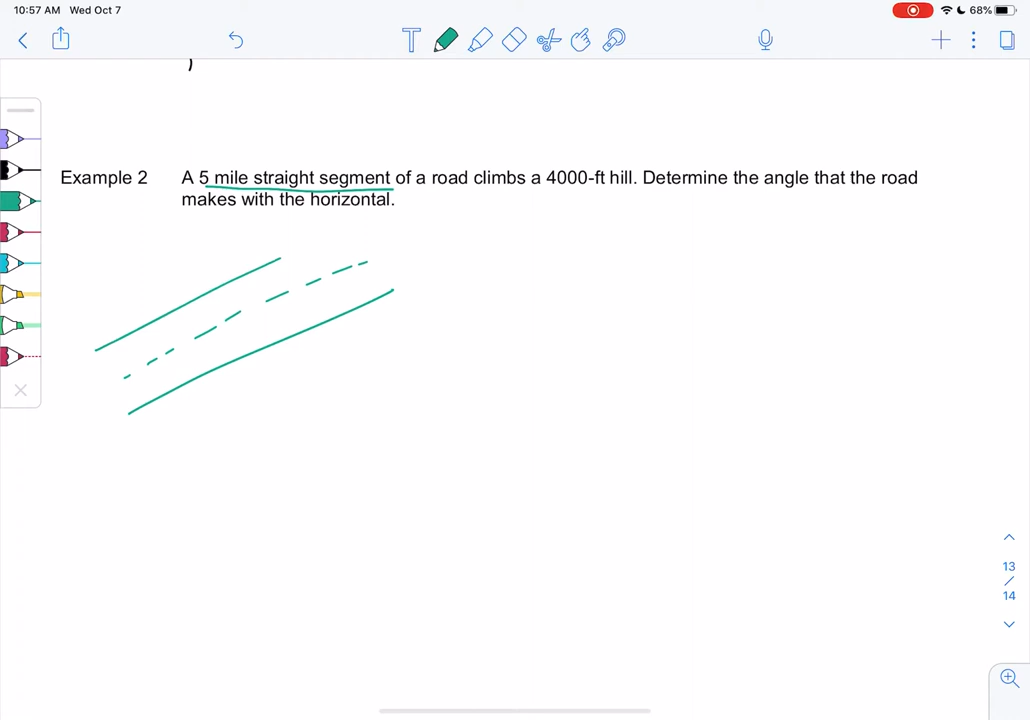 10:57 AM Wed Oct 7
68%
T
)
Example 2 A 5 mile straight segment of a road climbs a 4000-ft hill. Determine the angle that the road
makes with the horizontal.
13
/
14